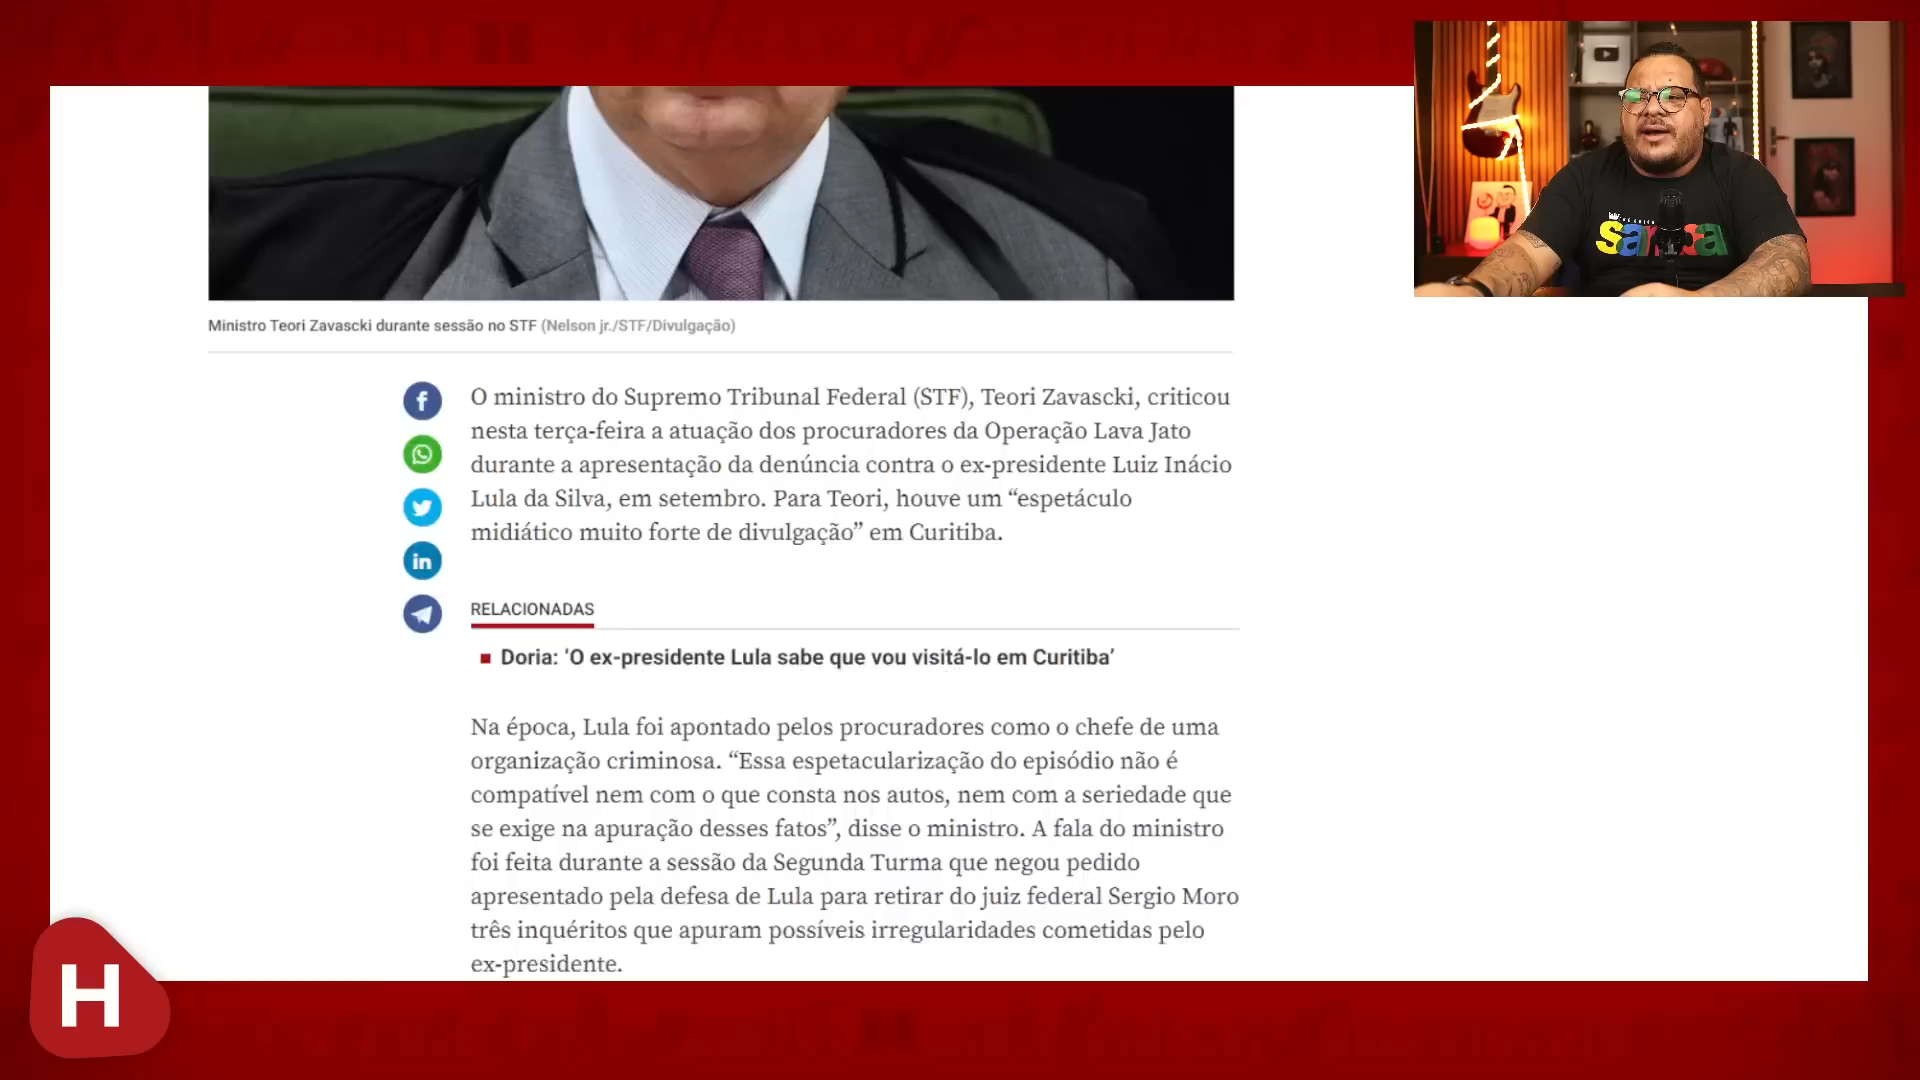 Ministro Teori Zavascki durante sessão no STF (Nelson jr./STF/Divulgação)
O ministro do Supremo Tribunal Federal (STF), Teori Zavascki, criticou
nesta terça-feira a atuação dos procuradores da Operação Lava Jato
durante a apresentação da denúncia contra o ex-presidente Luiz Inácio
Lula da Silva, em setembro. Para Teori, houve um “espetáculo
midiático muito forte de divulgação” em Curitiba.
RELACIONADAS
Doria: ‘O ex-presidente Lula sabe que vou visitá-lo em Curitiba’
Na época, Lula foi apontado pelos procuradores como o chefe de uma
organização criminosa. “Essa espetacularização do episódio não é
compatível nem com o que consta nos autos, nem com a seriedade que
se exige na apuração desses fatos”, disse o ministro. A fala do ministro
foi feita durante a sessão da Segunda Turma que negou pedido
apresentado pela defesa de Lula para retirar do juiz federal Sergio Moro
três inquéritos que apuram possíveis irregularidades cometidas pelo
ex-presidente.
H